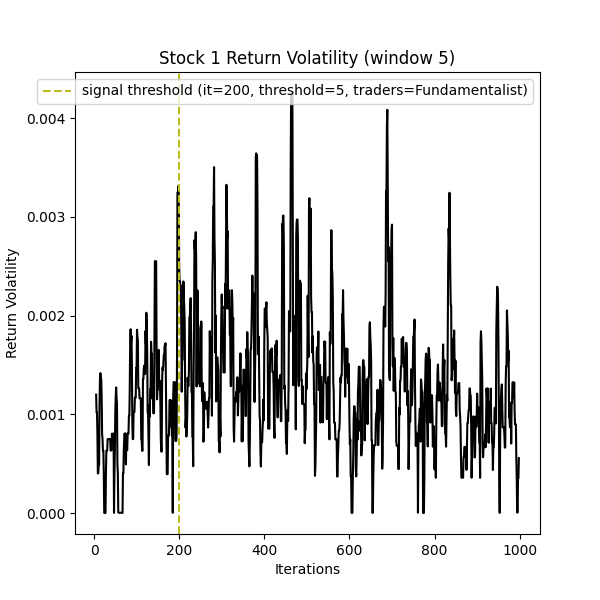 Stock 1 Return Volatility (window 5)
signal threshold (it=200, threshold=5, traders=Fundamentalist)
0.004
0.003
0.002
0.001
0.000
Return Volatility
0 200 400 600 800 1000
Iterations